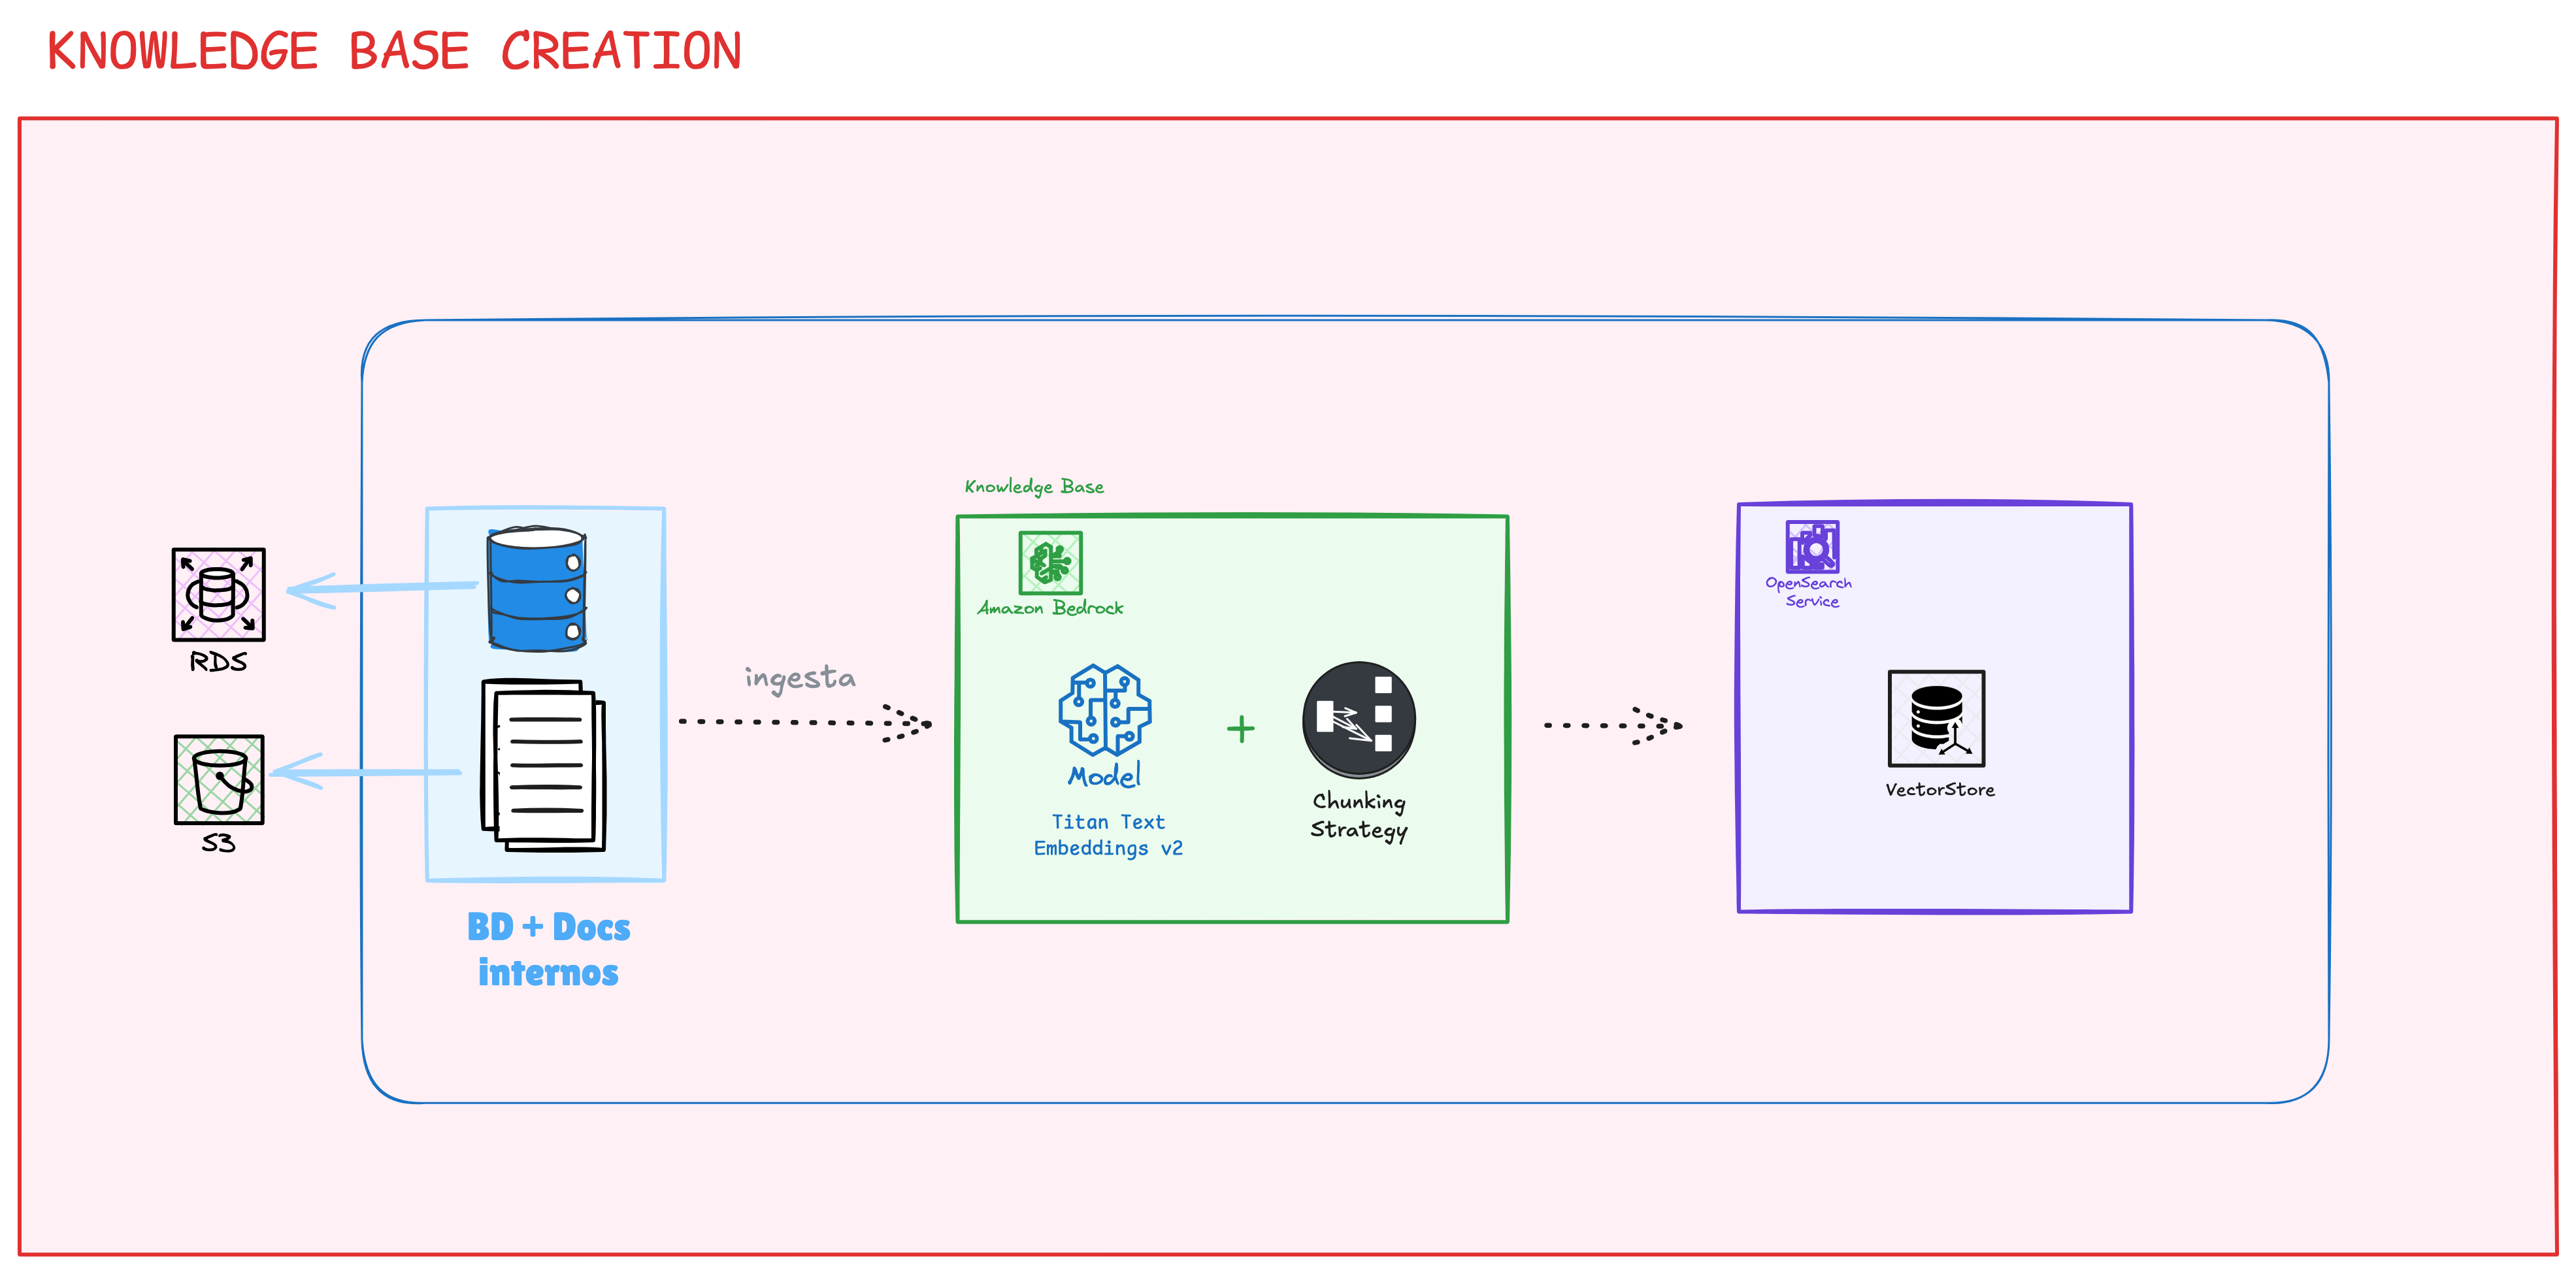 KNOWLEDGE BASE CREATION
RDS
S3
BD + Docs
internos
ingesta
Knowledge Base
Amazon Bedrock
Model
Titan Text
Embeddings v2
+
Chunking
Strategy
OpenSearch
Service
VectorStore